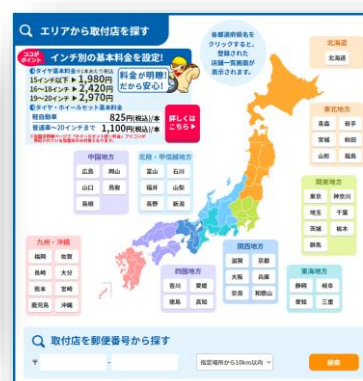 エリアから取付店を探す
ココが
ポイント
インチ別の基本料金を設定!
タイヤ基本料金
15インチ以下 1,980円
16〜18インチ 2,420円
19〜20インチ 2,970円
料金が明瞭!
だから安心!
タイヤ・ホイールセット基本料金
軽自動車 825円(税込)/本
普通車〜20インチまで 1,100円(税込)/本
詳しくは
こちら
各都道府県名を
クリックすると、
登録された
店舗一覧画面が
表示されます。
北海道
北海道
東北地方
青森 岩手
宮城 秋田
山形 福島
関東地方
東京 神奈川
埼玉 千葉
茨城 栃木
群馬
中国地方
広島 岡山
山口 鳥取
島根
北陸・甲信越地方
富山 石川
福井 山梨
長野 新潟
九州・沖縄
福岡 佐賀
長崎 大分
熊本 宮崎
鹿児島 沖縄
四国地方
香川 愛媛
徳島 高知
関西地方
滋賀 京都
大阪 兵庫
奈良 和歌山
東海地方
静岡 岐阜
愛知 三重
取付店を郵便番号から探す
〒 - 指定場所から10km以内 検索